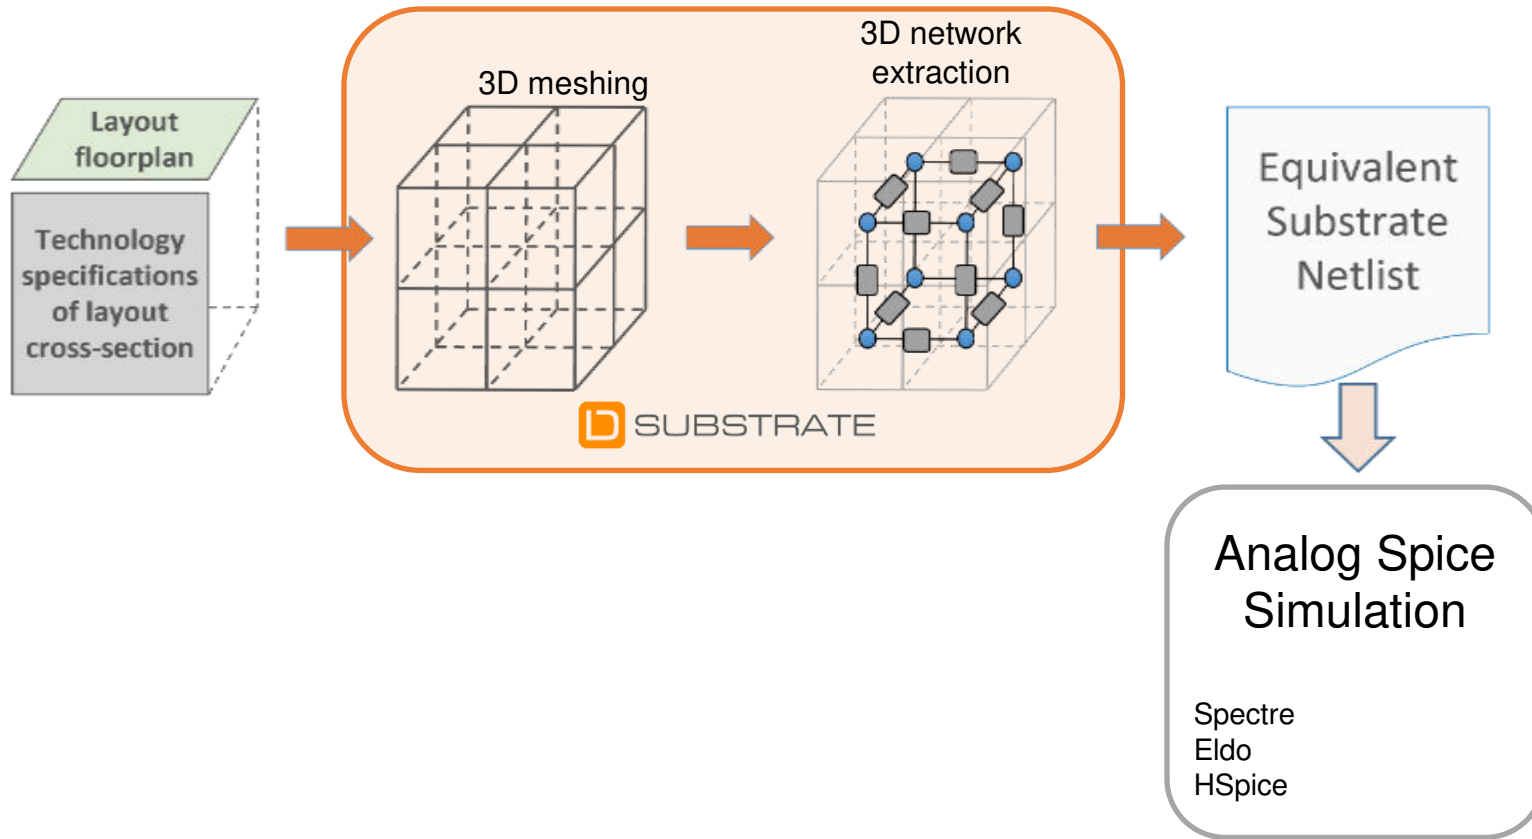 Layout
floorplan
Technology
specifications
of layout
cross-section
3D meshing
3D network
extraction
SUBSTRATE
Equivalent
Substrate
Netlist
Analog Spice
Simulation
Spectre
Eldo
HSpice